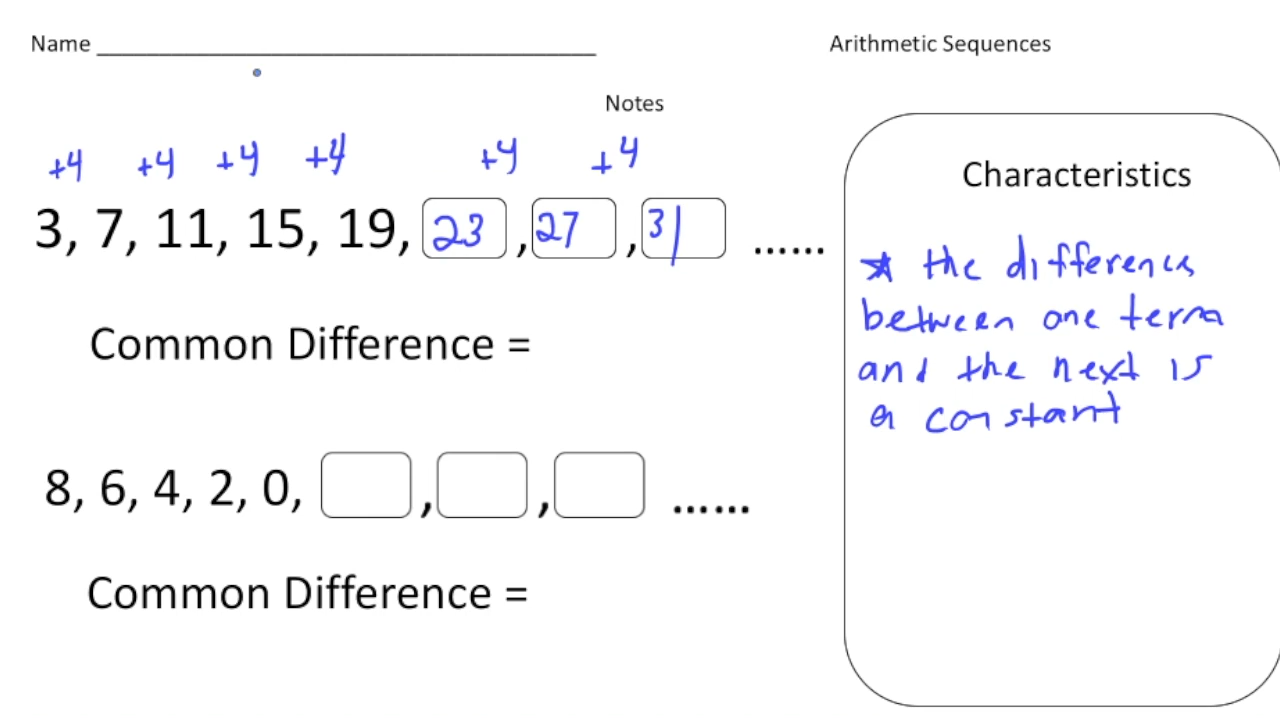 Name ____________________ Arithmetic Sequences
Notes
+4 +4 +4 +4 +4 +4
3, 7, 11, 15, 19, 23, 27, 31 ......
Common Difference =
8, 6, 4, 2, 0, , , ......
Common Difference =
Characteristics
* the difference
between one term
and the next is
a constant